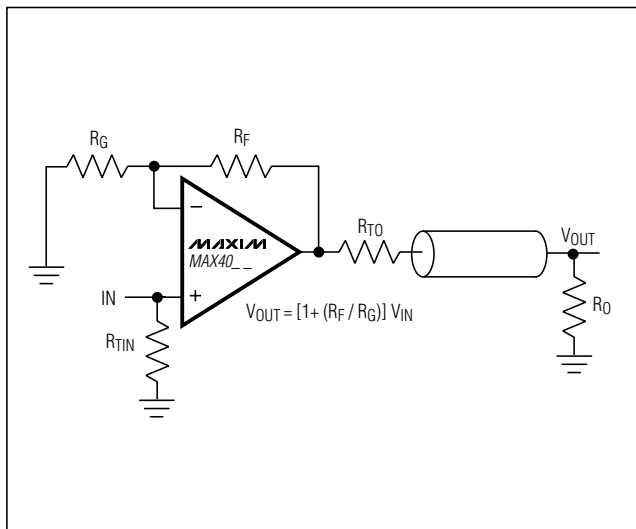 R_G
R_F
−
MAXIM
MAX40_ _
R_TO
V_OUT
IN
+
V_OUT = [1+ (R_F / R_G)] V_IN
R_O
R_TIN